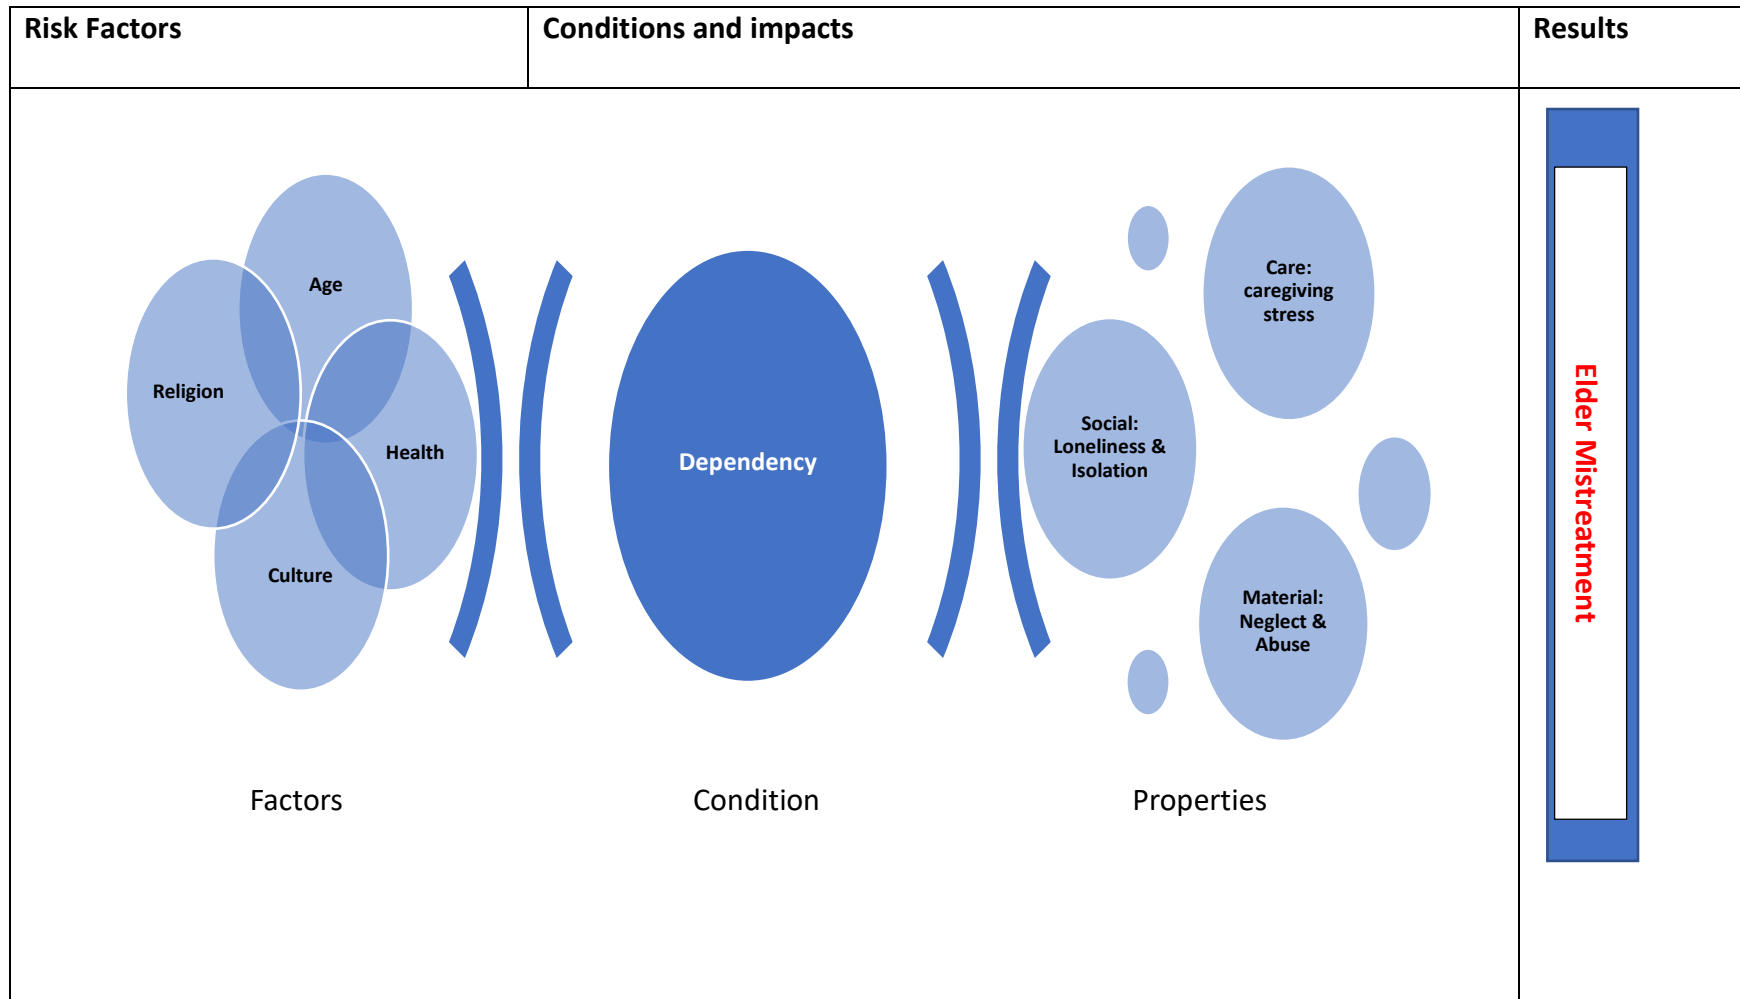 Risk Factors
Conditions and impacts
Results
Age
Religion
Health
Culture
Dependency
Care:
caregiving
stress
Social:
Loneliness &
Isolation
Material:
Neglect &
Abuse
Elder Mistreatment
Factors
Condition
Properties